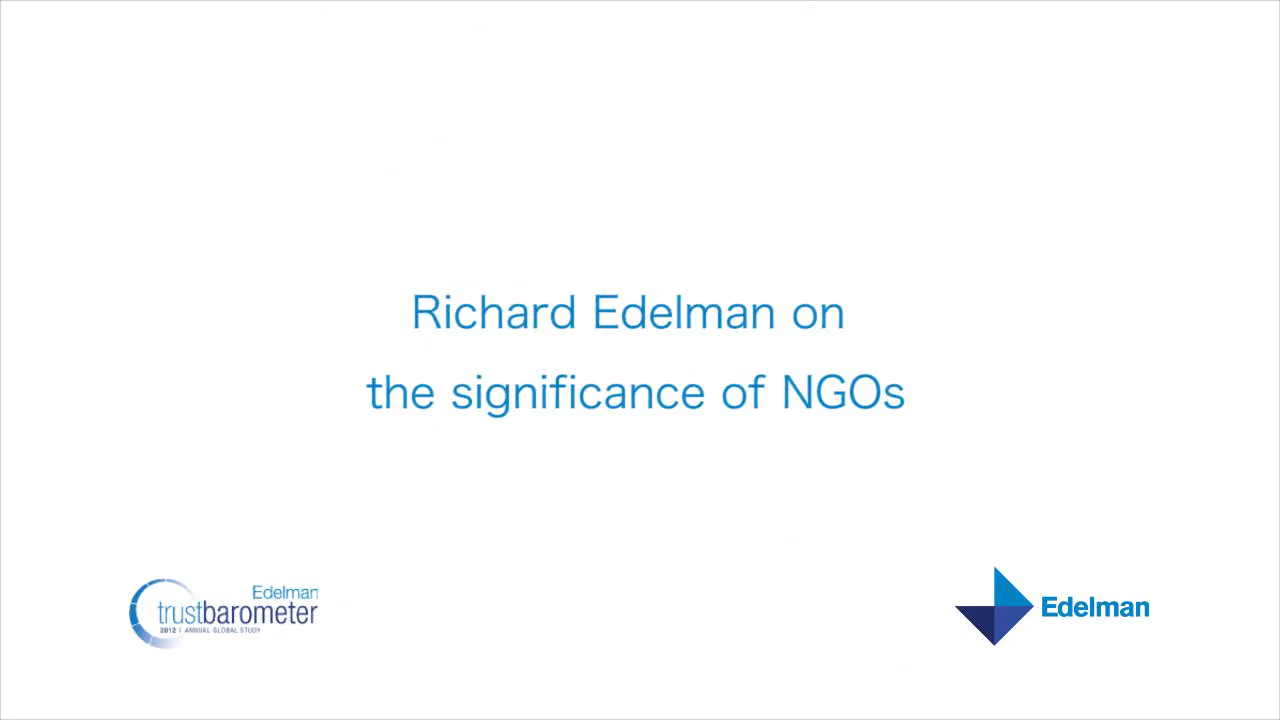 Richard Edelman on
the significance of NGOs
Edelman
trustbarometer
2012 | ANNUAL GLOBAL STUDY
Edelman